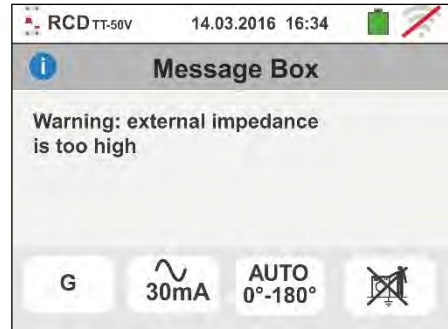 RCD TT-50V 14.03.2016 16:34
Message Box
Warning: external impedance
is too high
G 30mA AUTO
0°-180°